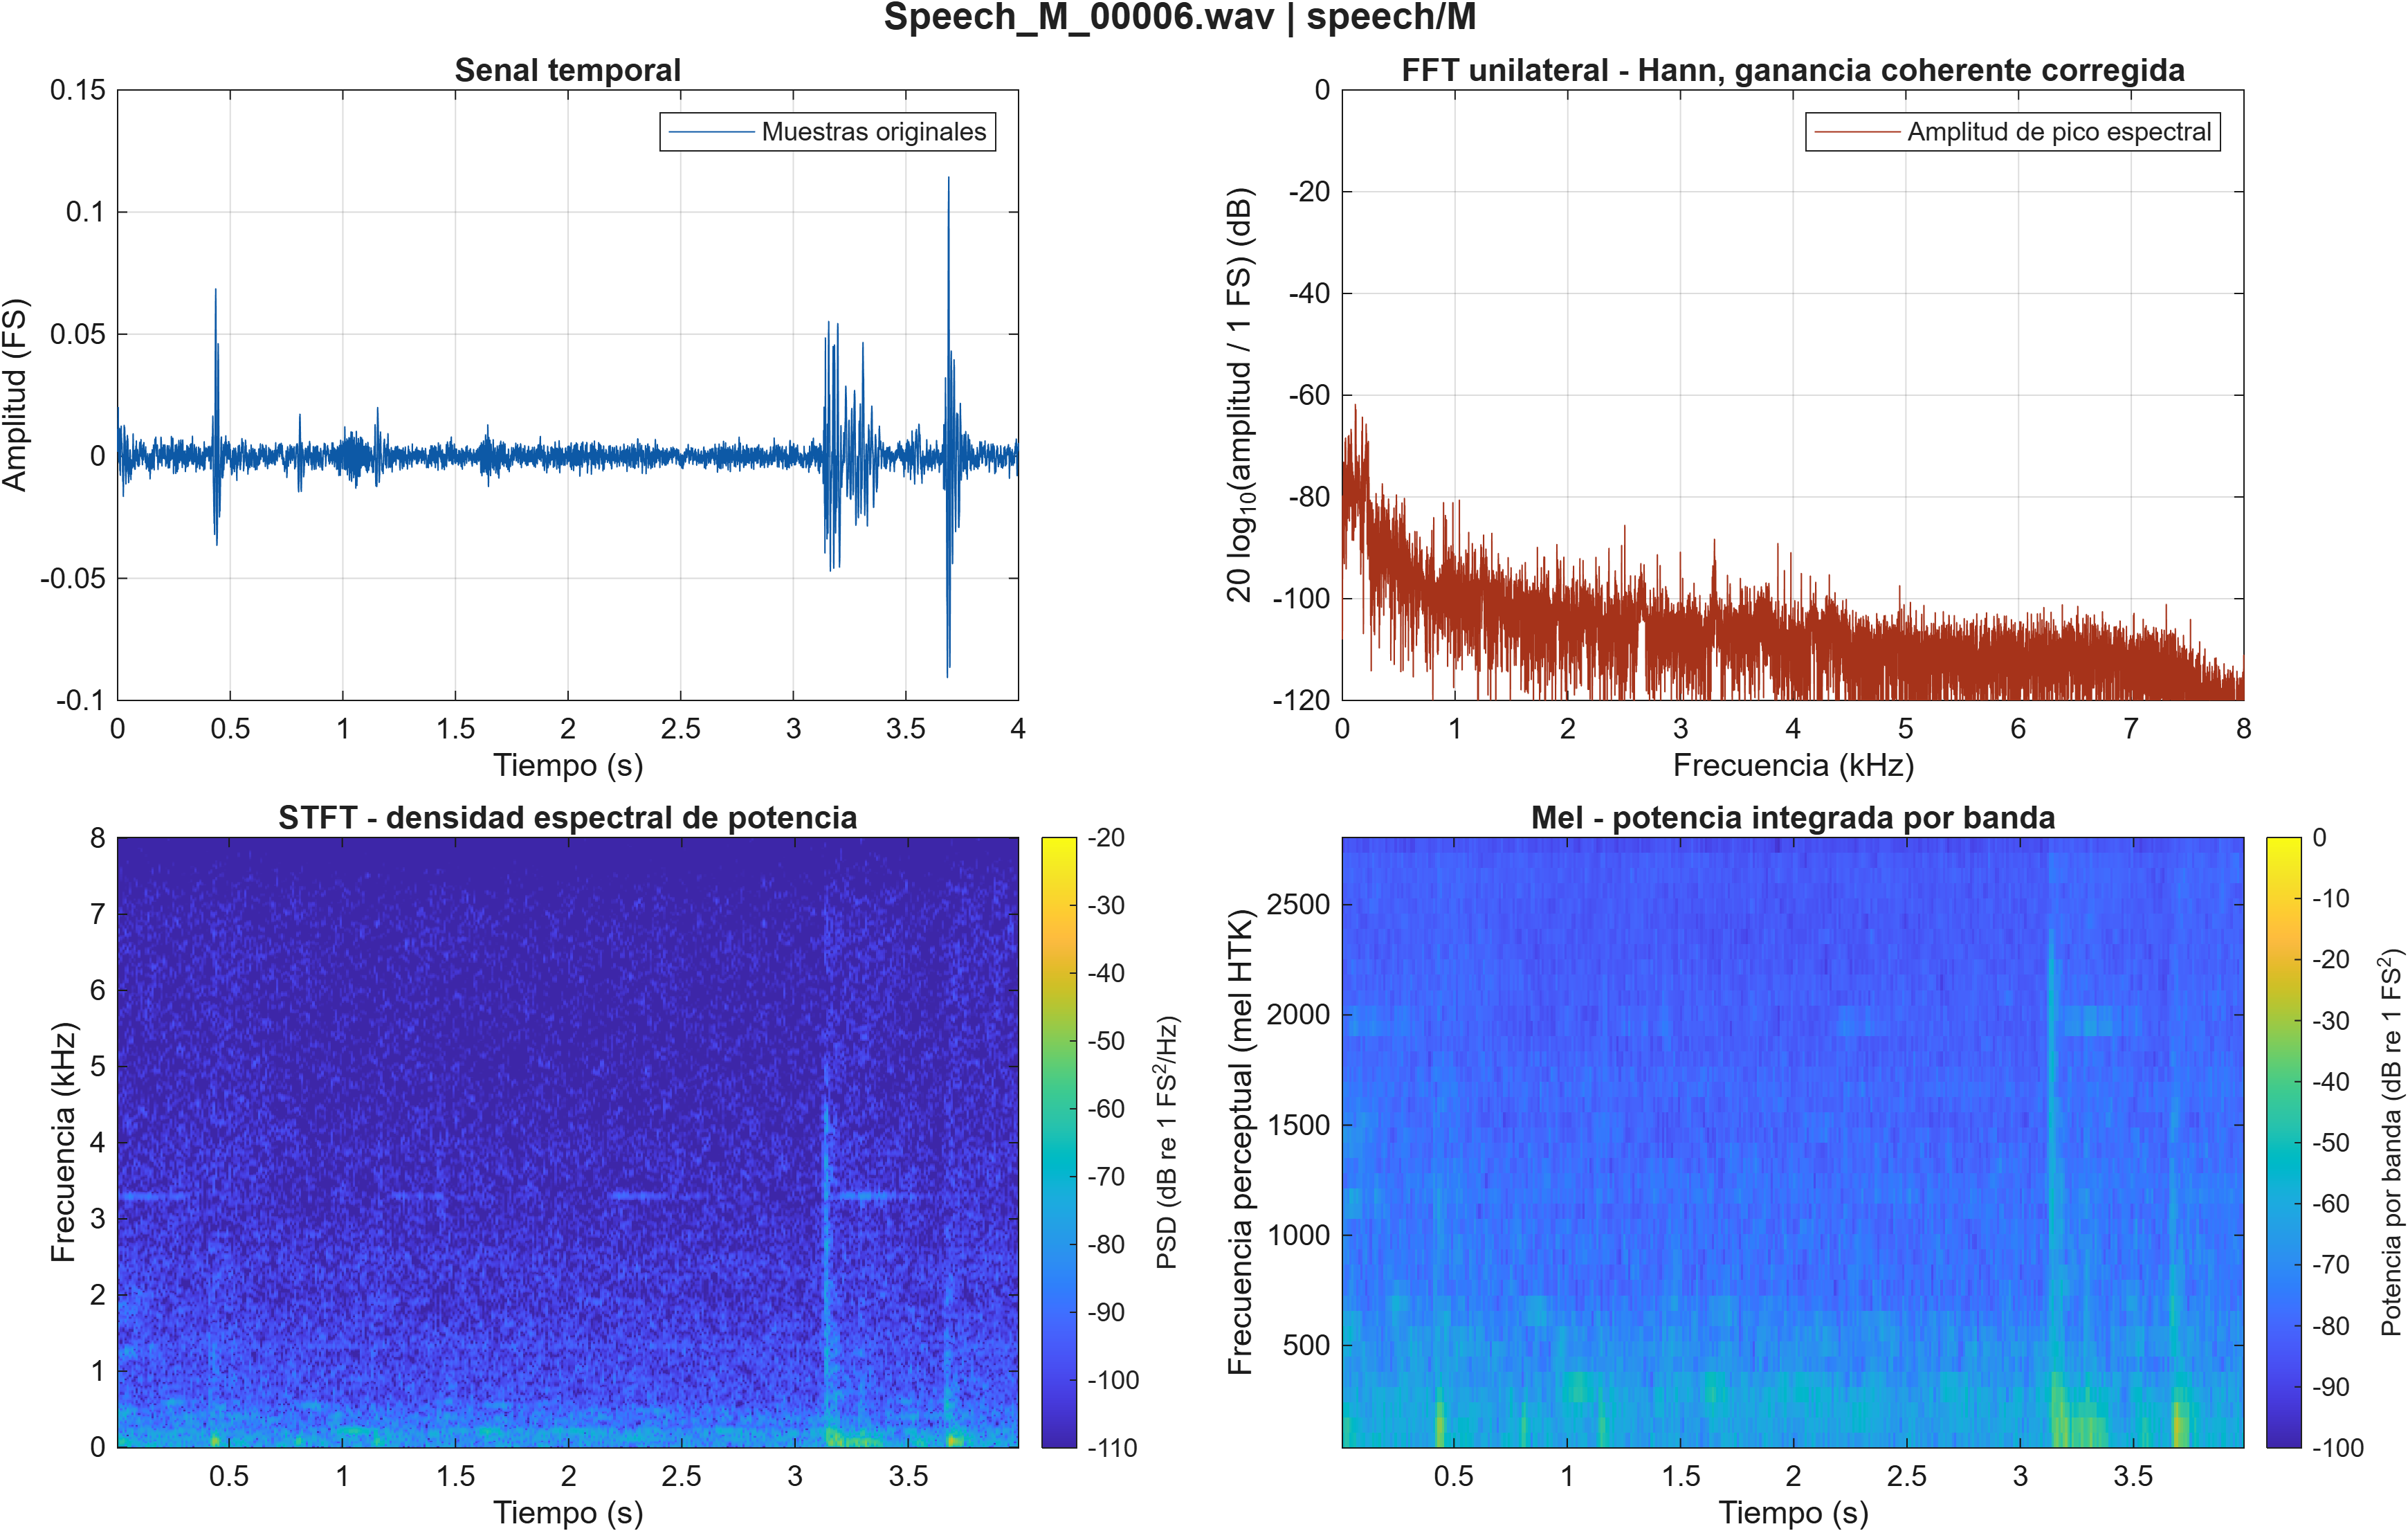 Speech_M_00006.wav | speech/M
Senal temporal
0.15
0.1
0.05
0
-0.05
-0.1
Amplitud (FS)
Muestras originales
0 0.5 1 1.5 2 2.5 3 3.5 4
Tiempo (s)
FFT unilateral - Hann, ganancia coherente corregida
0
-20
-40
-60
-80
-100
-120
20 log10(amplitud / 1 FS) (dB)
Amplitud de pico espectral
0 1 2 3 4 5 6 7 8
Frecuencia (kHz)
STFT - densidad espectral de potencia
8
7
6
5
4
3
2
1
0
Frecuencia (kHz)
0.5 1 1.5 2 2.5 3 3.5
Tiempo (s)
-20
-30
-40
-50
-60
-70
-80
-90
-100
-110
PSD (dB re 1 FS2/Hz)
Mel - potencia integrada por banda
2500
2000
1500
1000
500
Frecuencia perceptual (mel HTK)
0.5 1 1.5 2 2.5 3 3.5
Tiempo (s)
0
-10
-20
-30
-40
-50
-60
-70
-80
-90
-100
Potencia por banda (dB re 1 FS2)